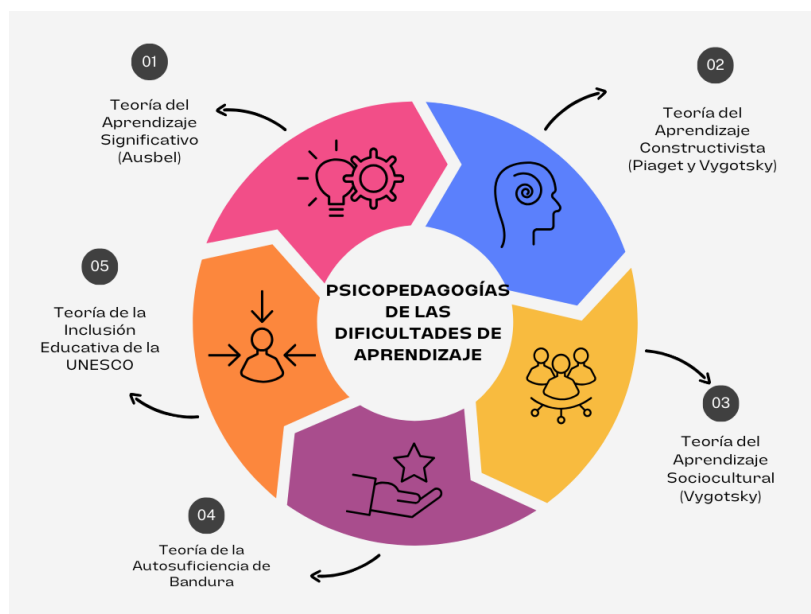 01
Teoría del
Aprendizaje
Significativo
(Ausbel)
02
Teoría del
Aprendizaje
Constructivista
(Piaget y Vygotsky)
PSICOPEDAGOGÍAS
DE LAS
DIFICULTADES DE
APRENDIZAJE
03
Teoría del
Aprendizaje
Sociocultural
(Vygotsky)
04
Teoría de la
Autosuficiencia de
Bandura
05
Teoría de la
Inclusión
Educativa de la
UNESCO